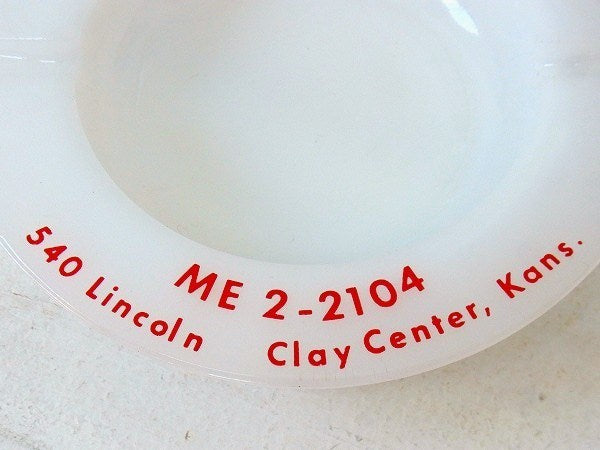 ME 2-2104
540 Lincoln Clay Center, Kans.